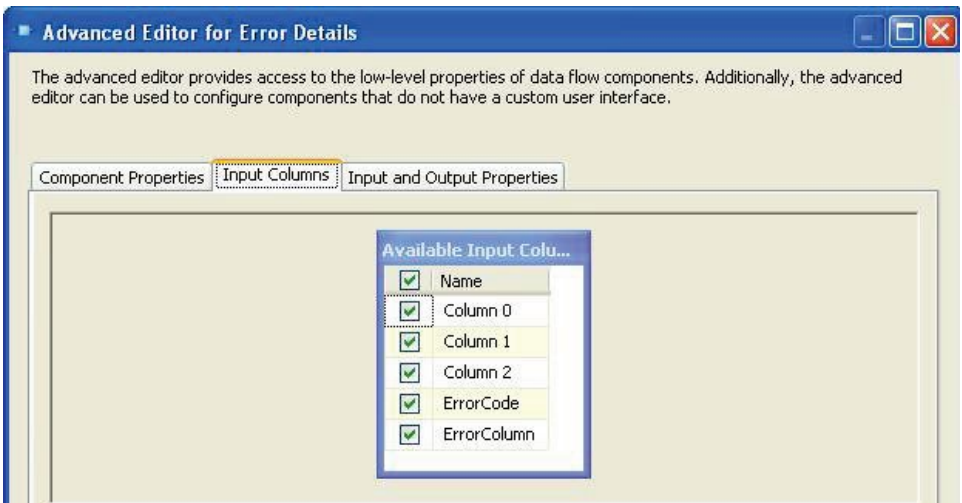 Advanced Editor for Error Details
The advanced editor provides access to the low-level properties of data flow components. Additionally, the advanced
editor can be used to configure components that do not have a custom user interface.
Component Properties Input Columns Input and Output Properties
Available Input Colu...
Name
Column 0
Column 1
Column 2
ErrorCode
ErrorColumn